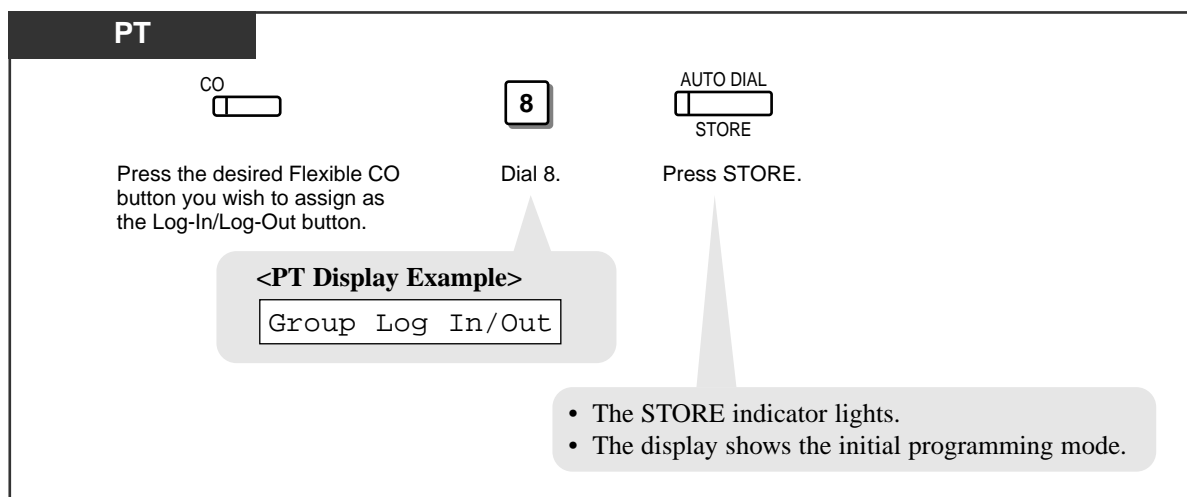 PT
CO
8
AUTO DIAL
STORE
Press the desired Flexible CO
button you wish to assign as
the Log-In/Log-Out button.
Dial 8.
Press STORE.
<PT Display Example>
Group Log In/Out
• The STORE indicator lights.
• The display shows the initial programming mode.